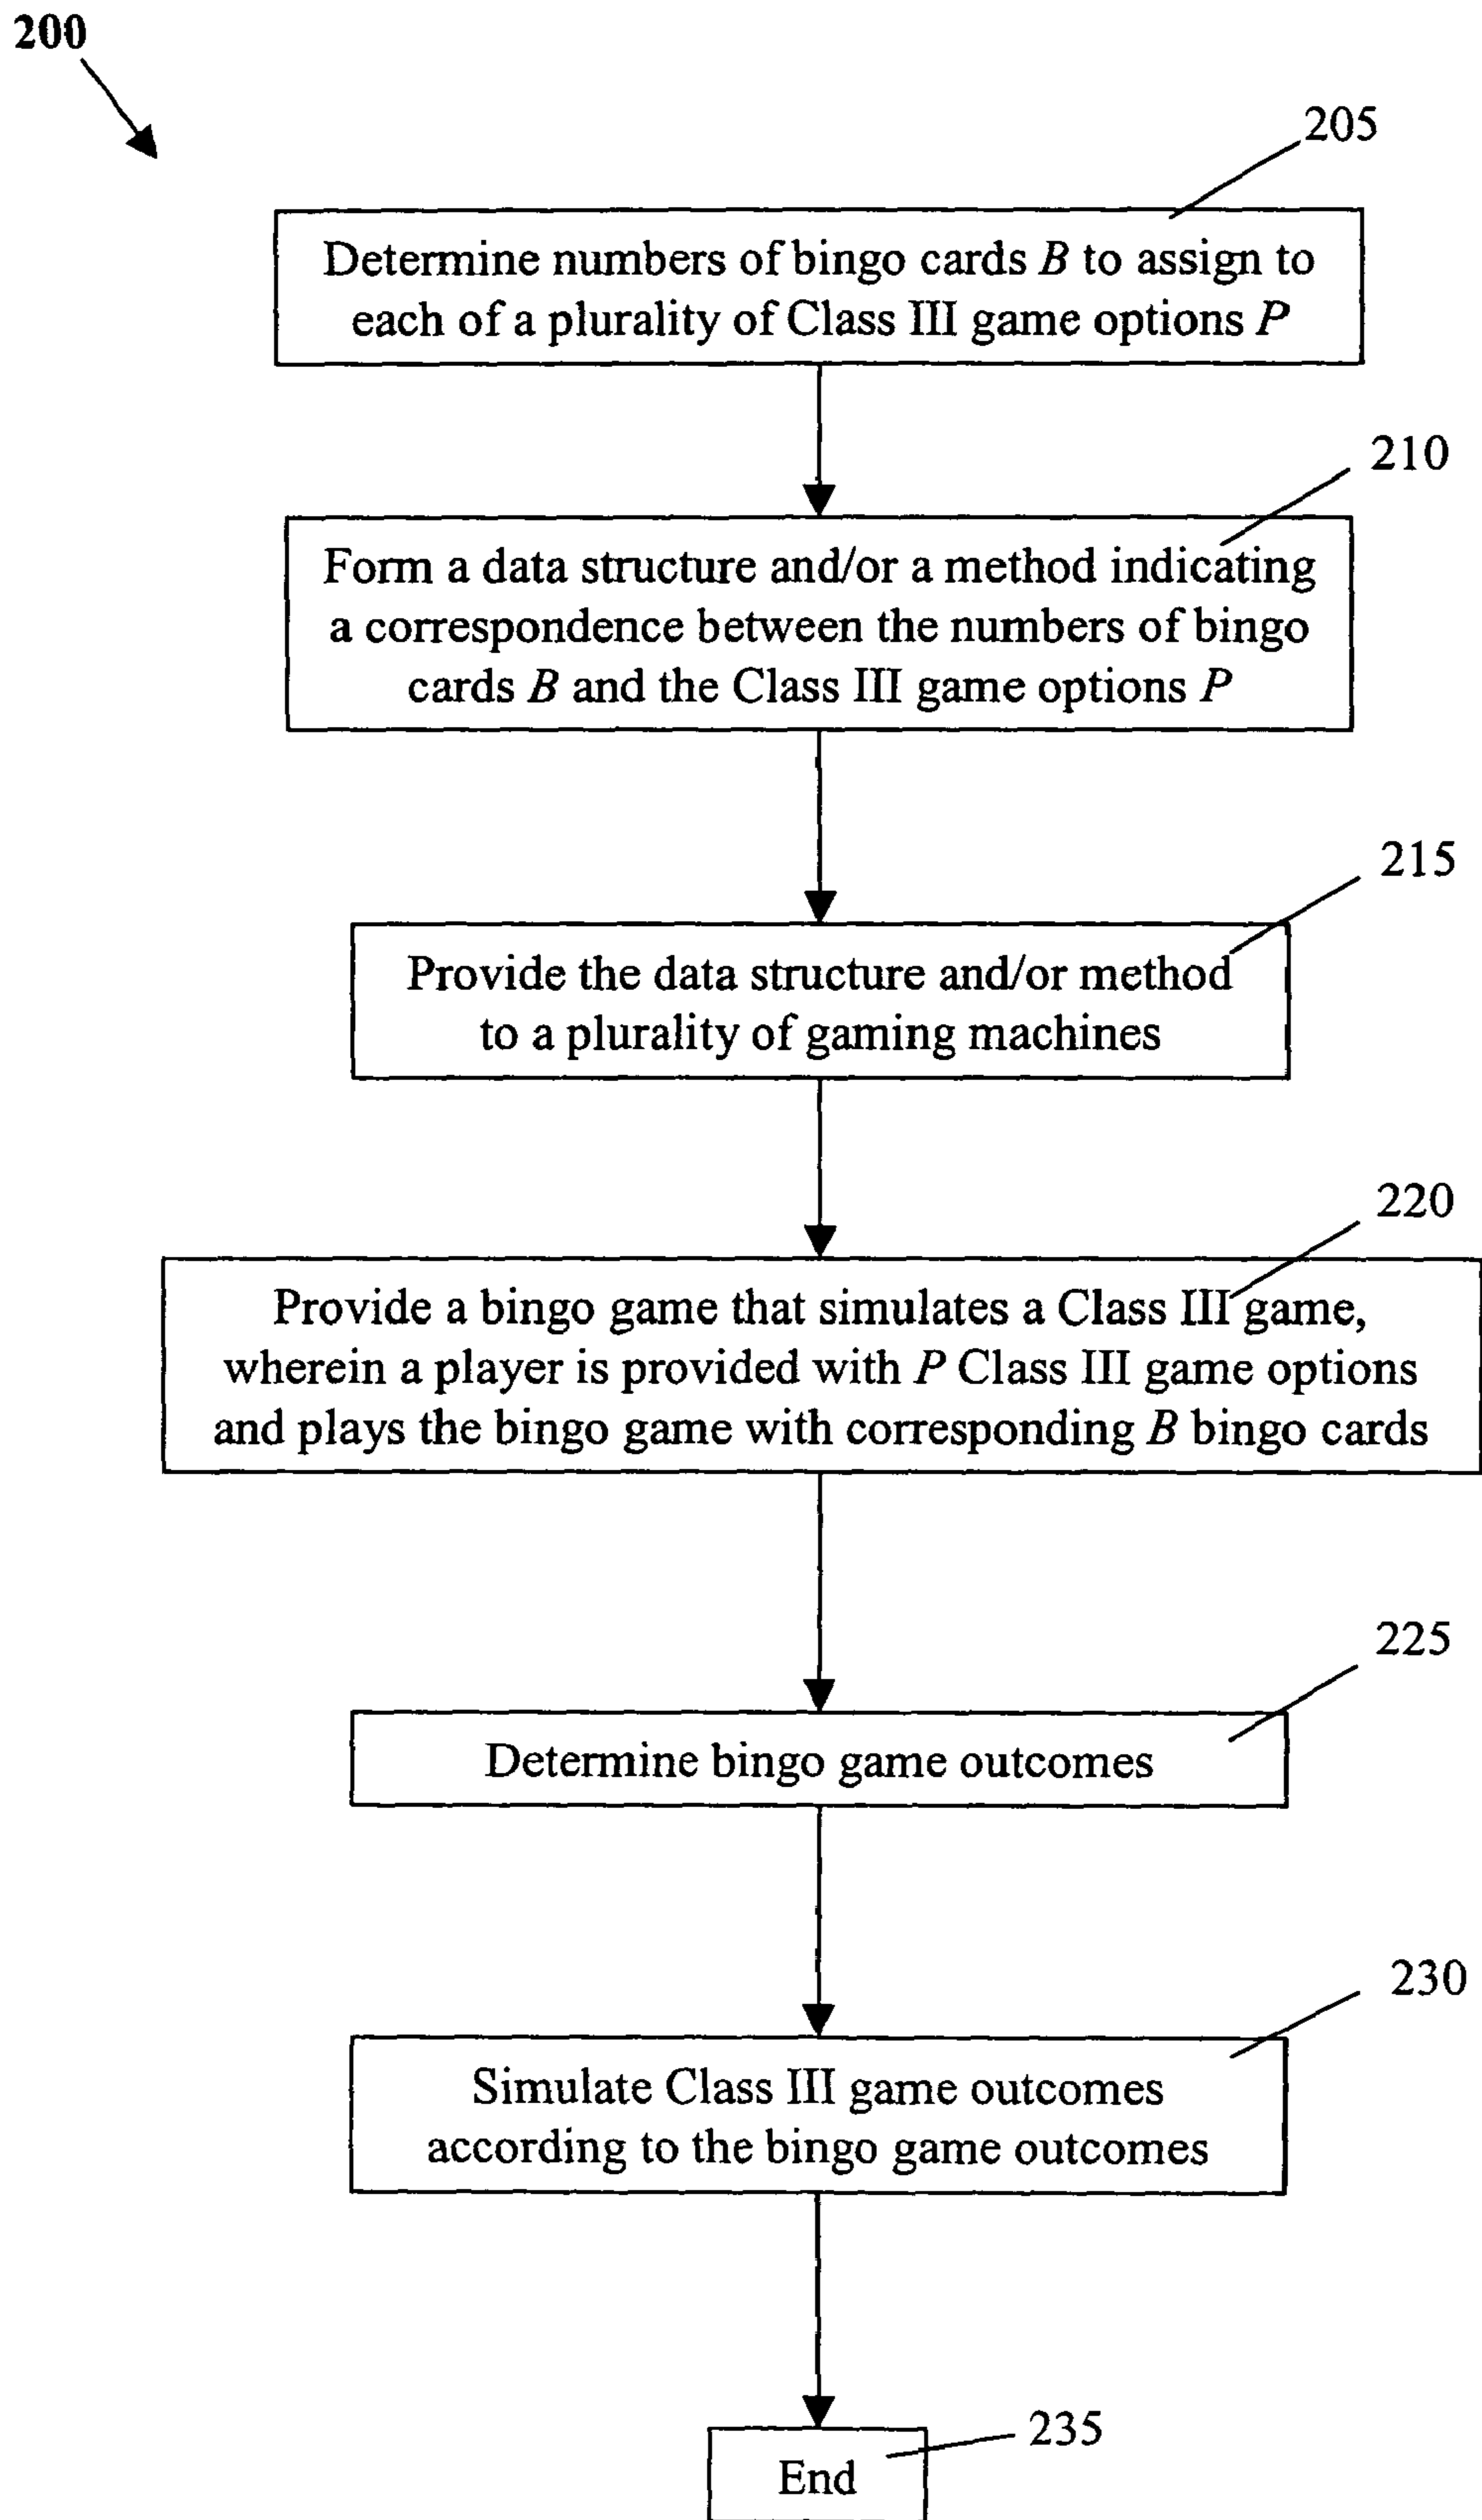 200
205
Determine numbers of bingo cards B to assign to
each of a plurality of Class III game options P
210
Form a data structure and/or a method indicating
a correspondence between the numbers of bingo
cards B and the Class III game options P
215
Provide the data structure and/or method
to a plurality of gaming machines
220
Provide a bingo game that simulates a Class III game,
wherein a player is provided with P Class III game options
and plays the bingo game with corresponding B bingo cards
225
Determine bingo game outcomes
230
Simulate Class III game outcomes
according to the bingo game outcomes
235
End